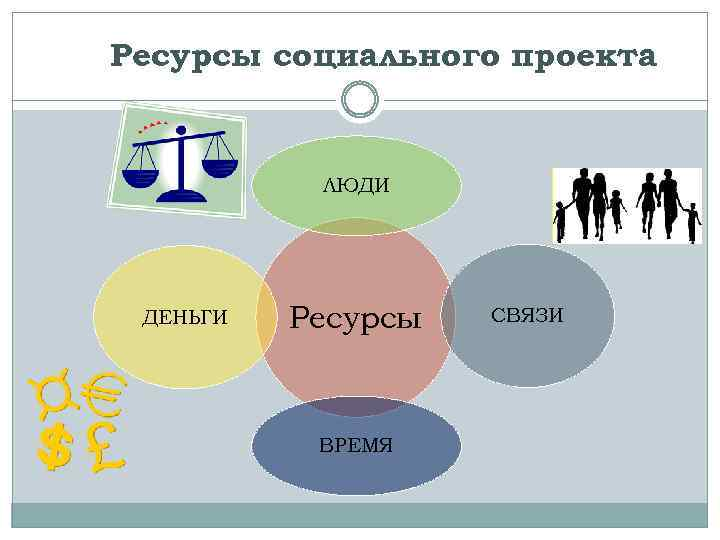 Ресурсы социального проекта
ЛЮДИ
ДЕНЬГИ
Ресурсы
СВЯЗИ
ВРЕМЯ
¤€
$£